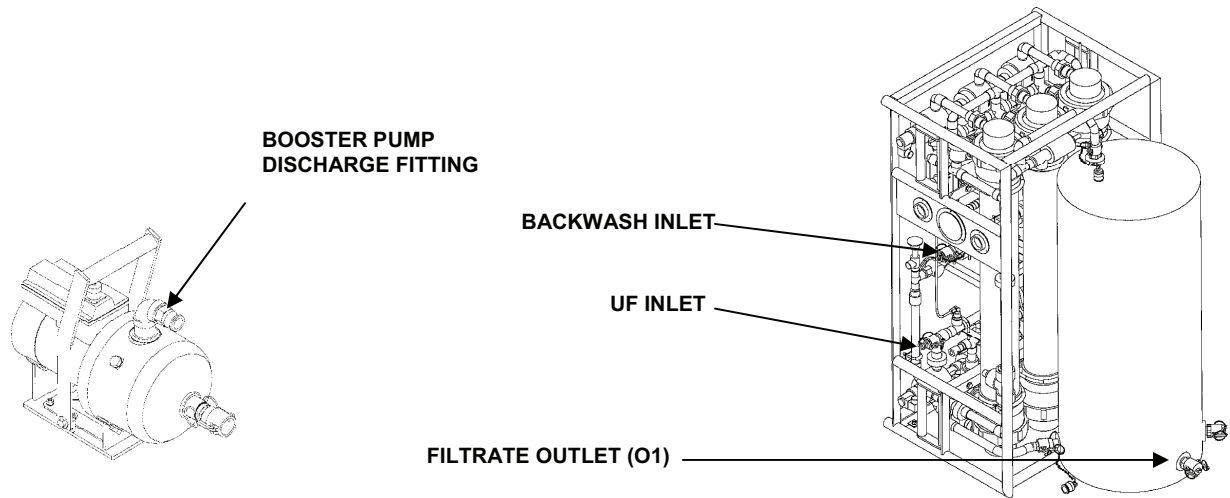 BOOSTER PUMP
DISCHARGE FITTING
BACKWASH INLET
UF INLET
FILTRATE OUTLET (O1)